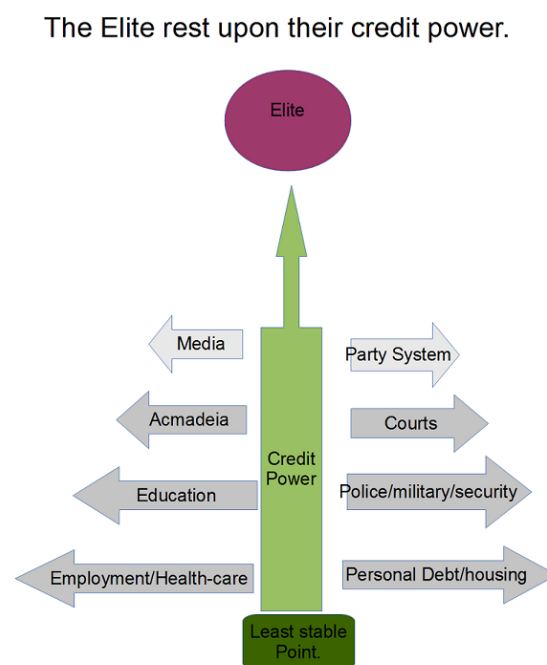 The Elite rest upon their credit power.
Elite
Media
Party System
Acmadeia
Courts
Credit
Power
Education
Police/military/security
Employment/Health-care
Personal Debt/housing
Least stable
Point.